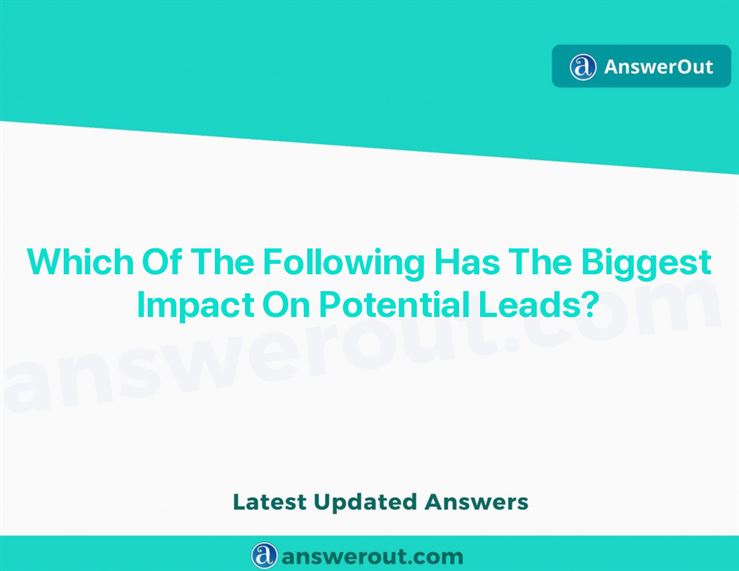 AnswerOut
Which Of The Following Has The Biggest
Impact On Potential Leads?
answerout.com
Latest Updated Answers
answerout.com